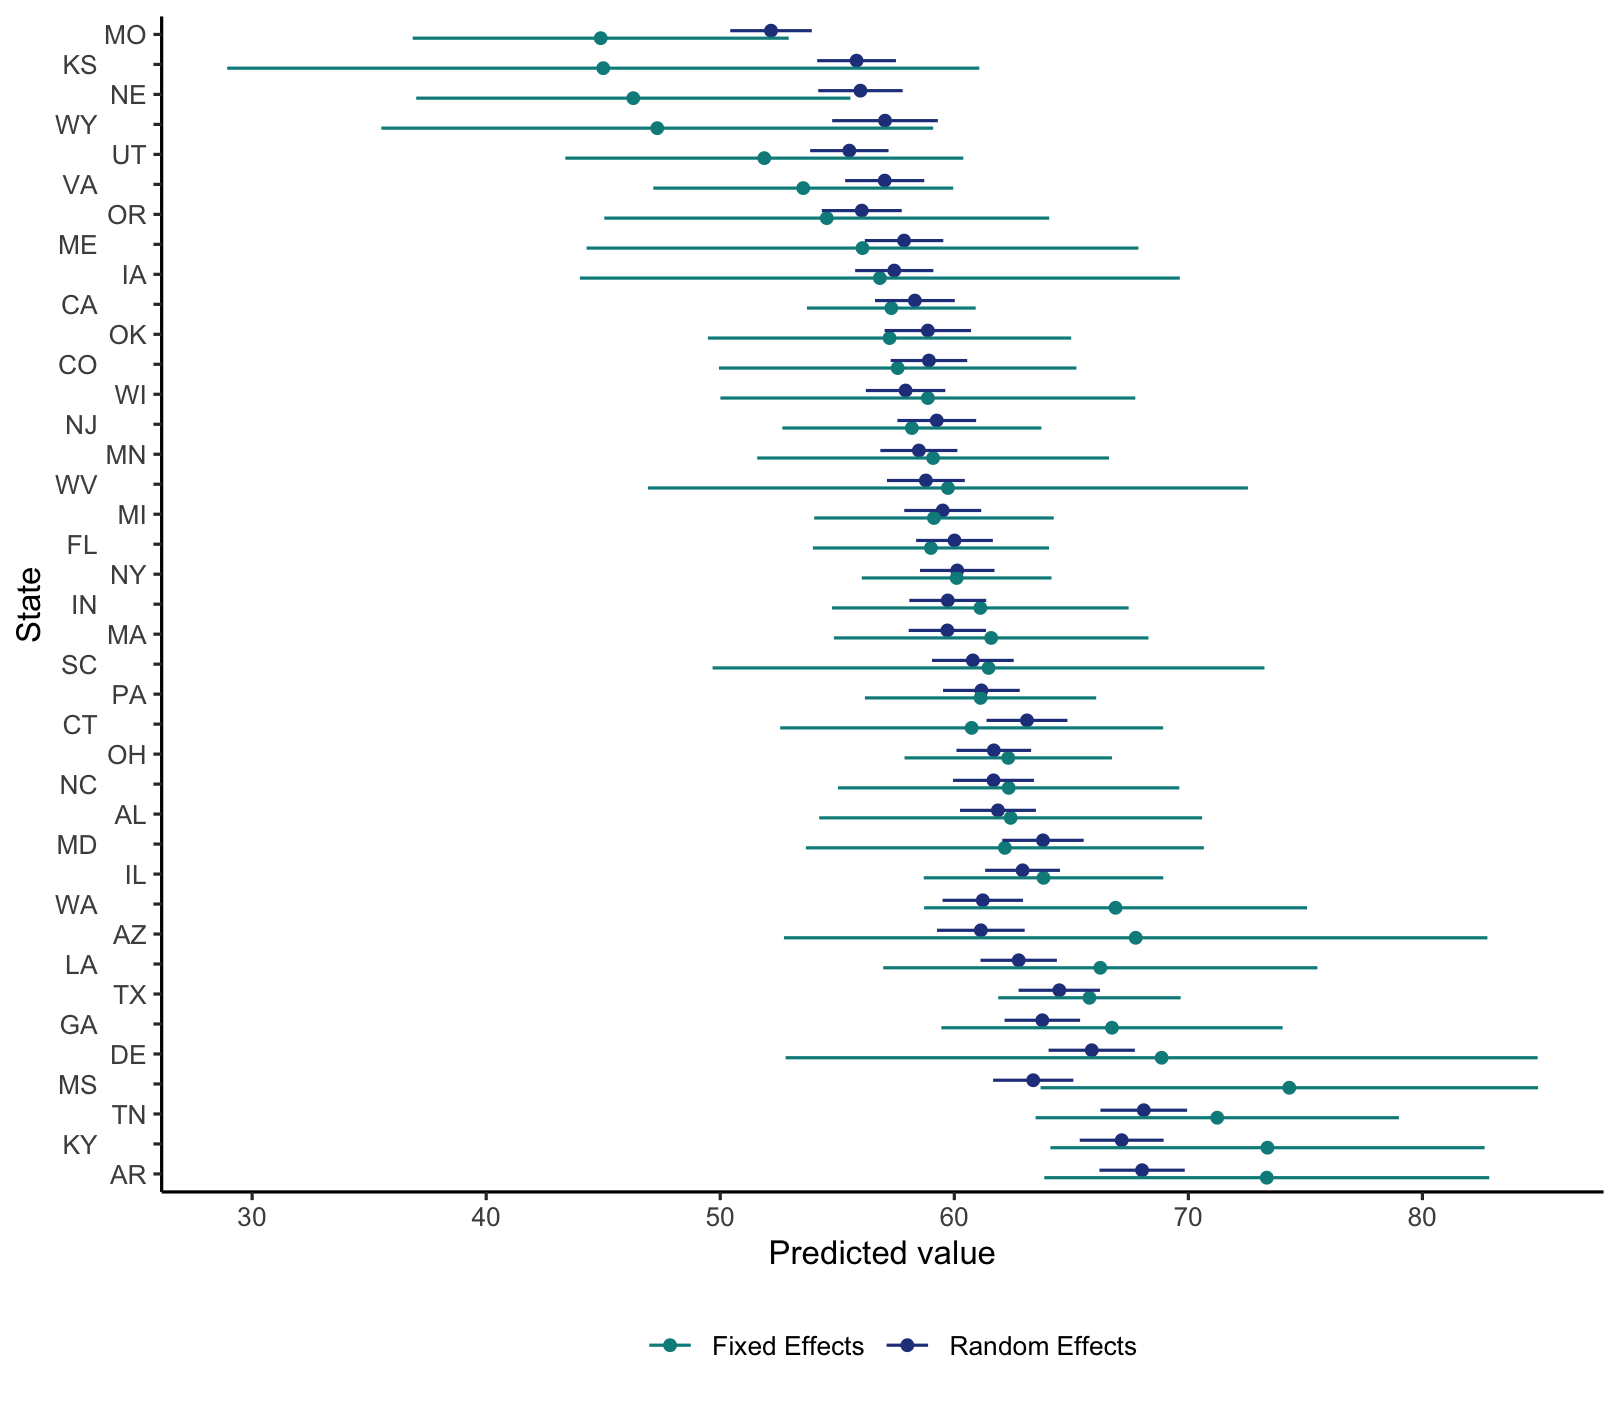 MO
KS
NE
WY
UT
VA
OR
ME
IA
CA
OK
CO
WI
NJ
MN
WV
MI
FL
NY
IN
MA
SC
PA
CT
OH
NC
AL
MD
IL
WA
AZ
LA
TX
GA
DE
MS
TN
KY
AR
State
30 40 50 60 70 80
Predicted value
Fixed Effects Random Effects